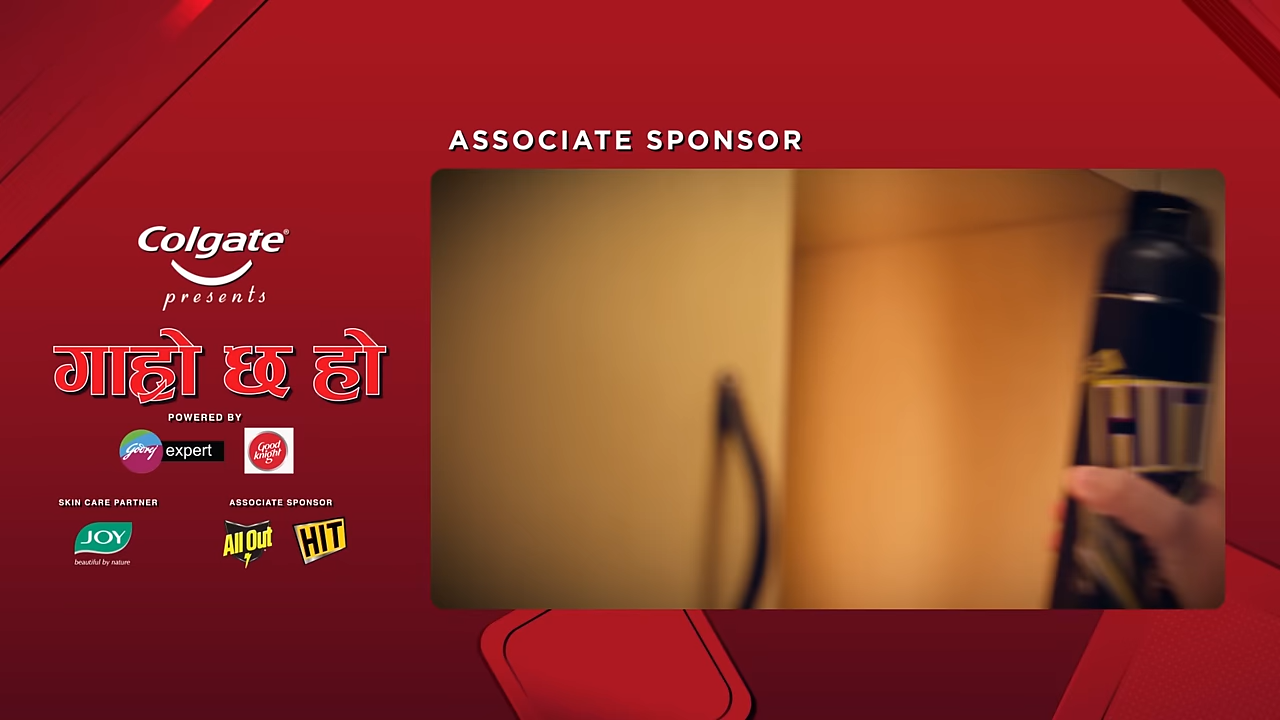 ASSOCIATE SPONSOR
Colgate®
presents
गाह्रो छ हो
POWERED BY
Godrej expert
Good knight
SKIN CARE PARTNER
ASSOCIATE SPONSOR
JOY
beautiful by nature
All Out
HIT